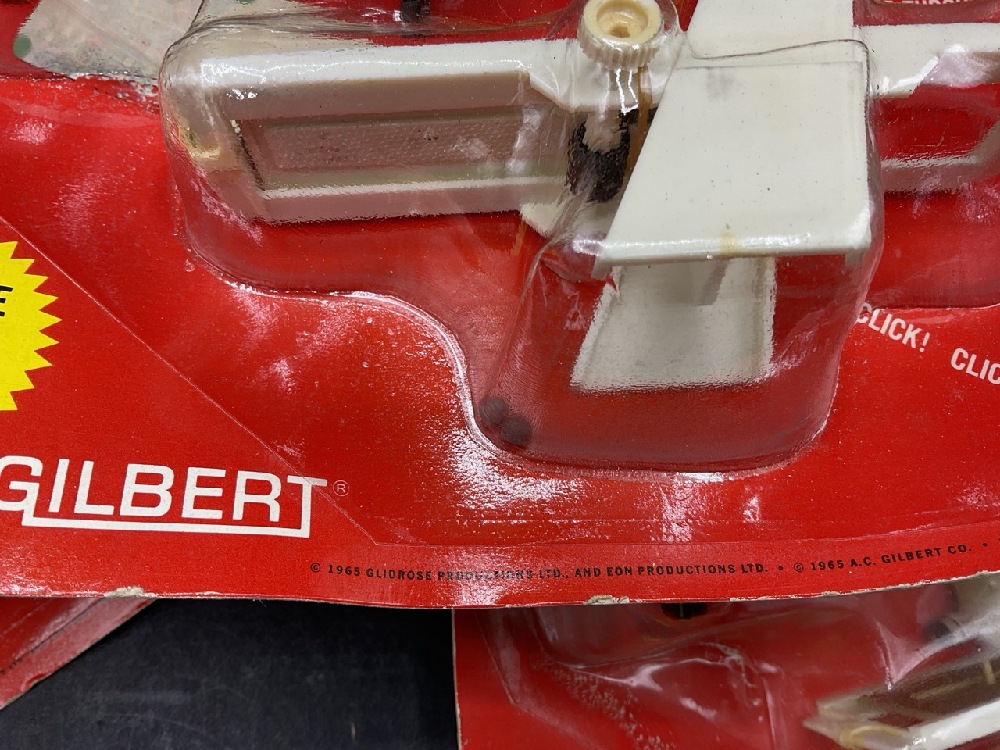 CLICK! CLIC
GILBERT®
© 1965 GLIDROSE PRODUCTIONS LTD., AND EON PRODUCTIONS LTD. • © 1965 A.C. GILBERT CO. •